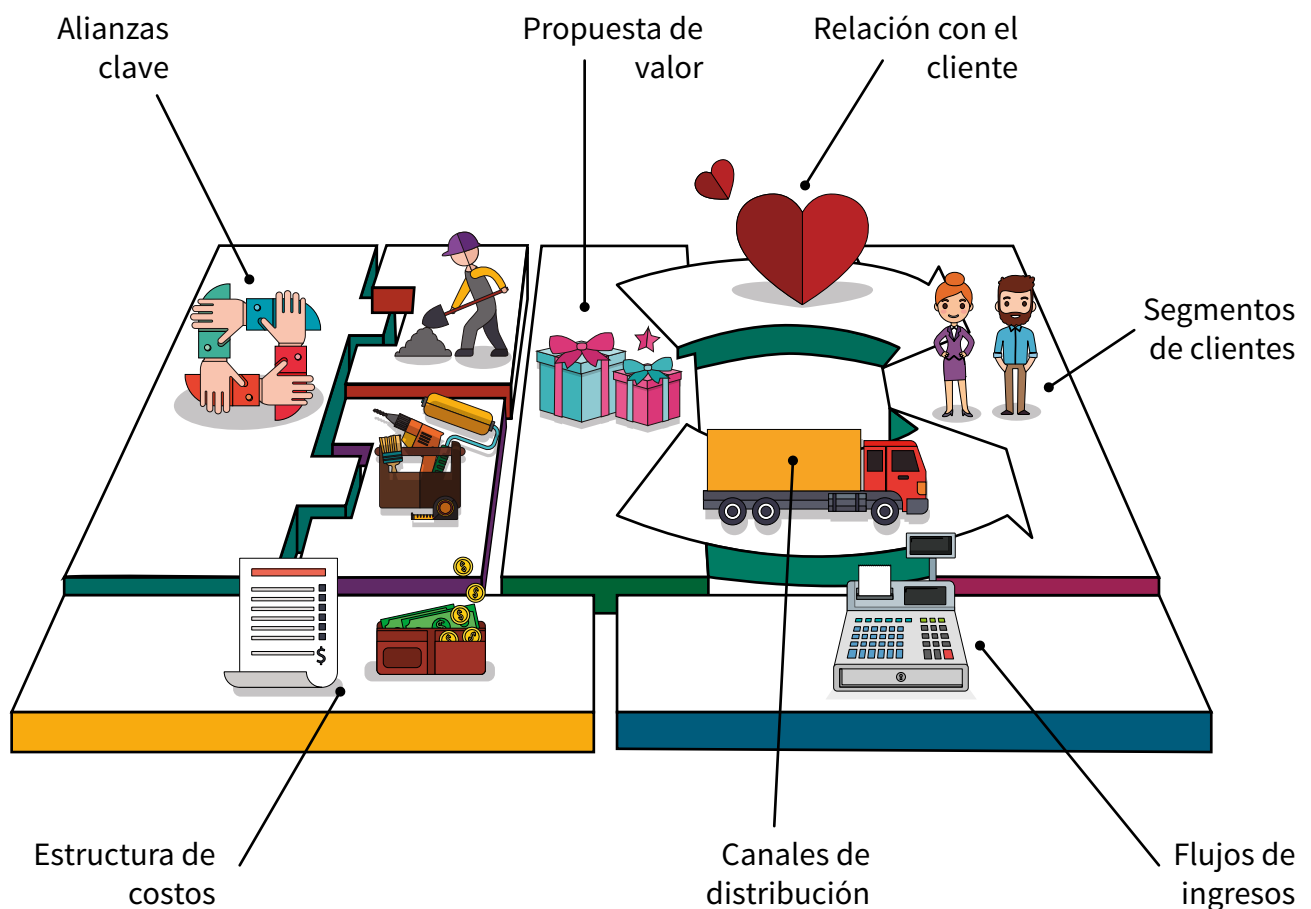 Alianzas
clave
Propuesta de
valor
Relación con el
cliente
Segmentos
de clientes
$
Estructura de
costos
Canales de
distribución
Flujos de
ingresos